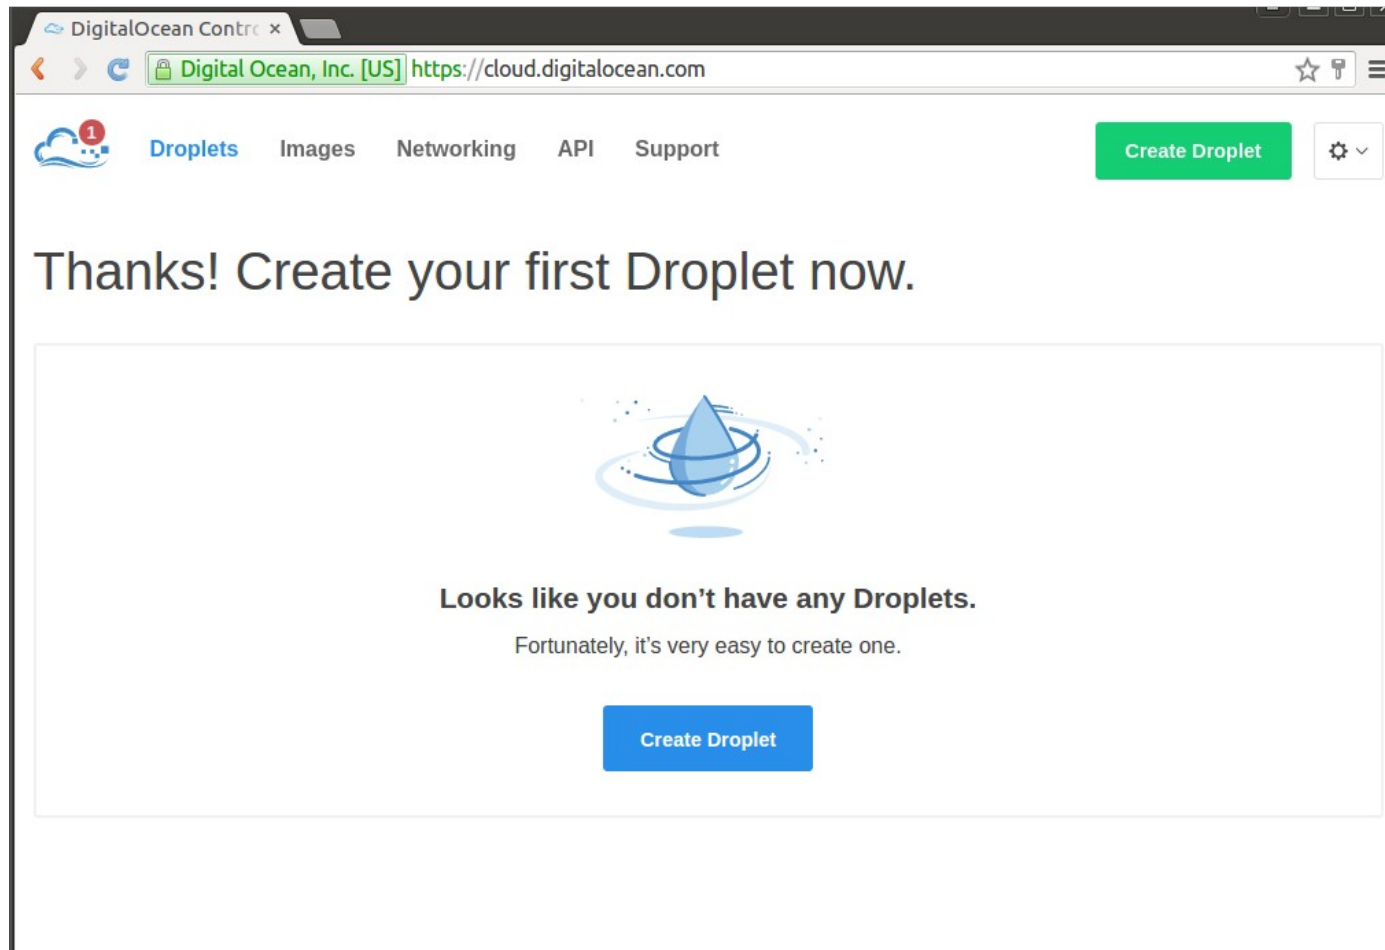 DigitalOcean Contro
Digital Ocean, Inc. [US] https://cloud.digitalocean.com
1
Droplets Images Networking API Support Create Droplet
Thanks! Create your first Droplet now.
Looks like you don’t have any Droplets.
Fortunately, it’s very easy to create one.
Create Droplet